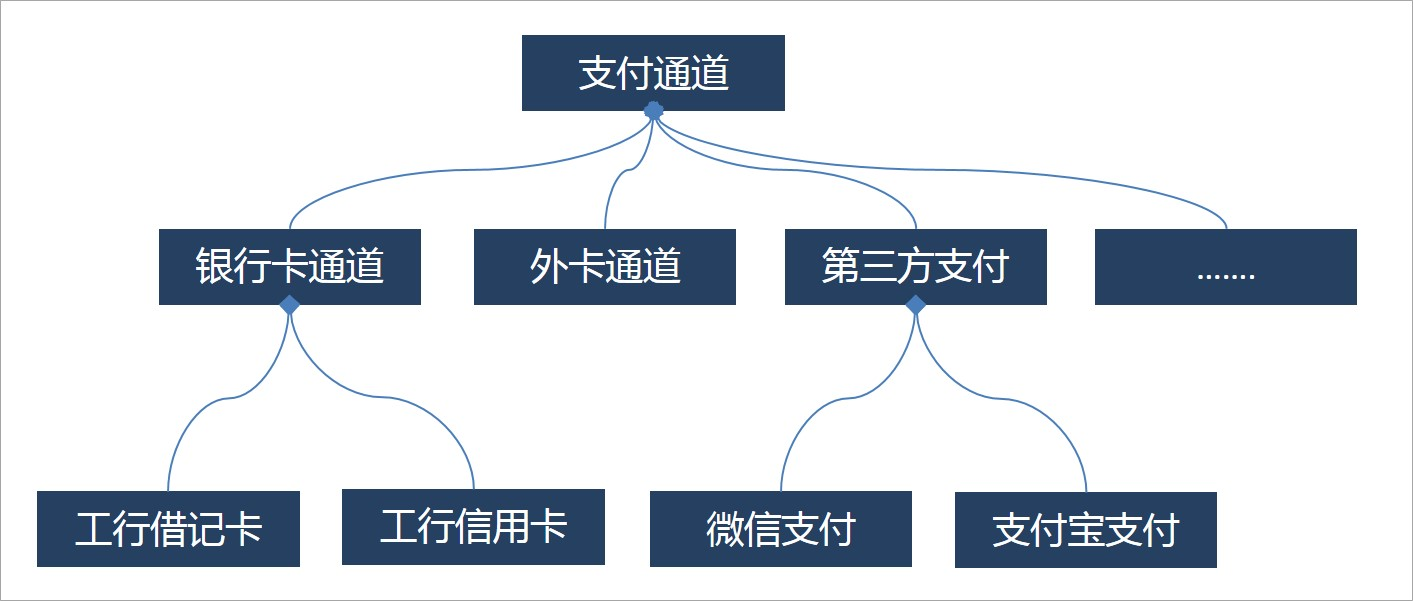 支付通道
银行卡通道
外卡通道
第三方支付
.......
工行借记卡
工行信用卡
微信支付
支付宝支付